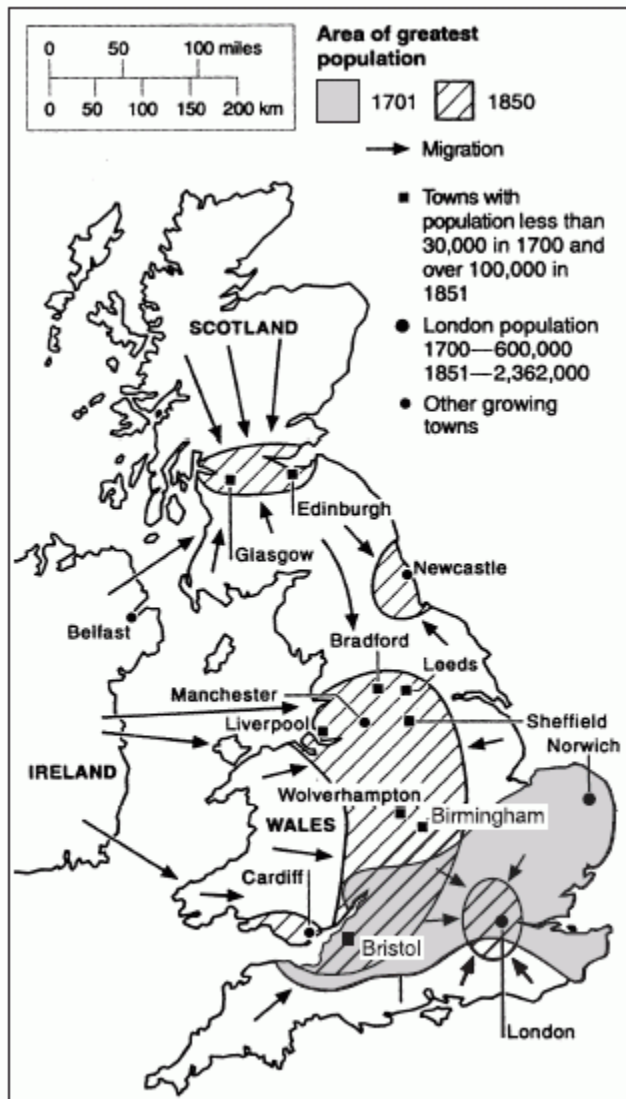 0 50 100 miles
0 50 100 150 200 km
Area of greatest
population
1701 1850
Migration
Towns with
population less than
30,000 in 1700 and
over 100,000 in
1851
London population
1700—600,000
1851—2,362,000
Other growing
towns
SCOTLAND
Edinburgh
Glasgow
Newcastle
Belfast
Bradford
Leeds
Manchester
Liverpool
Sheffield
Norwich
IRELAND
Wolverhampton
WALES
Birmingham
Cardiff
Bristol
London